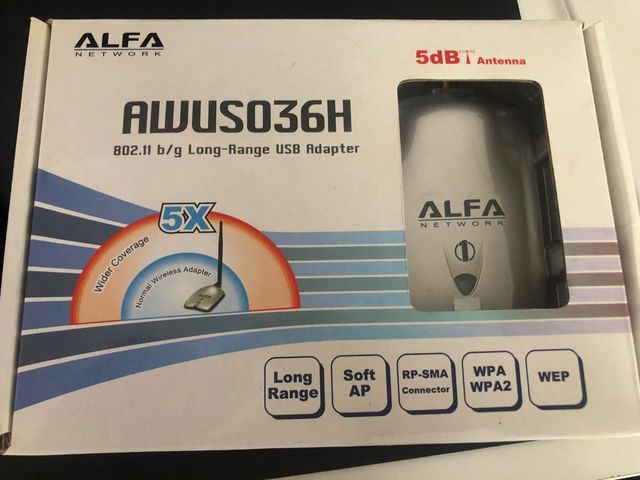 ALFA
NETWORK
5dBi Antenna
AWUS036H
802.11 b/g Long-Range USB Adapter
5X
Wider Coverage
Normal Wireless Adapter
ALFA
NETWORK
1
Long
Range
Soft
AP
RP-SMA
Connector
WPA
WPA2
WEP